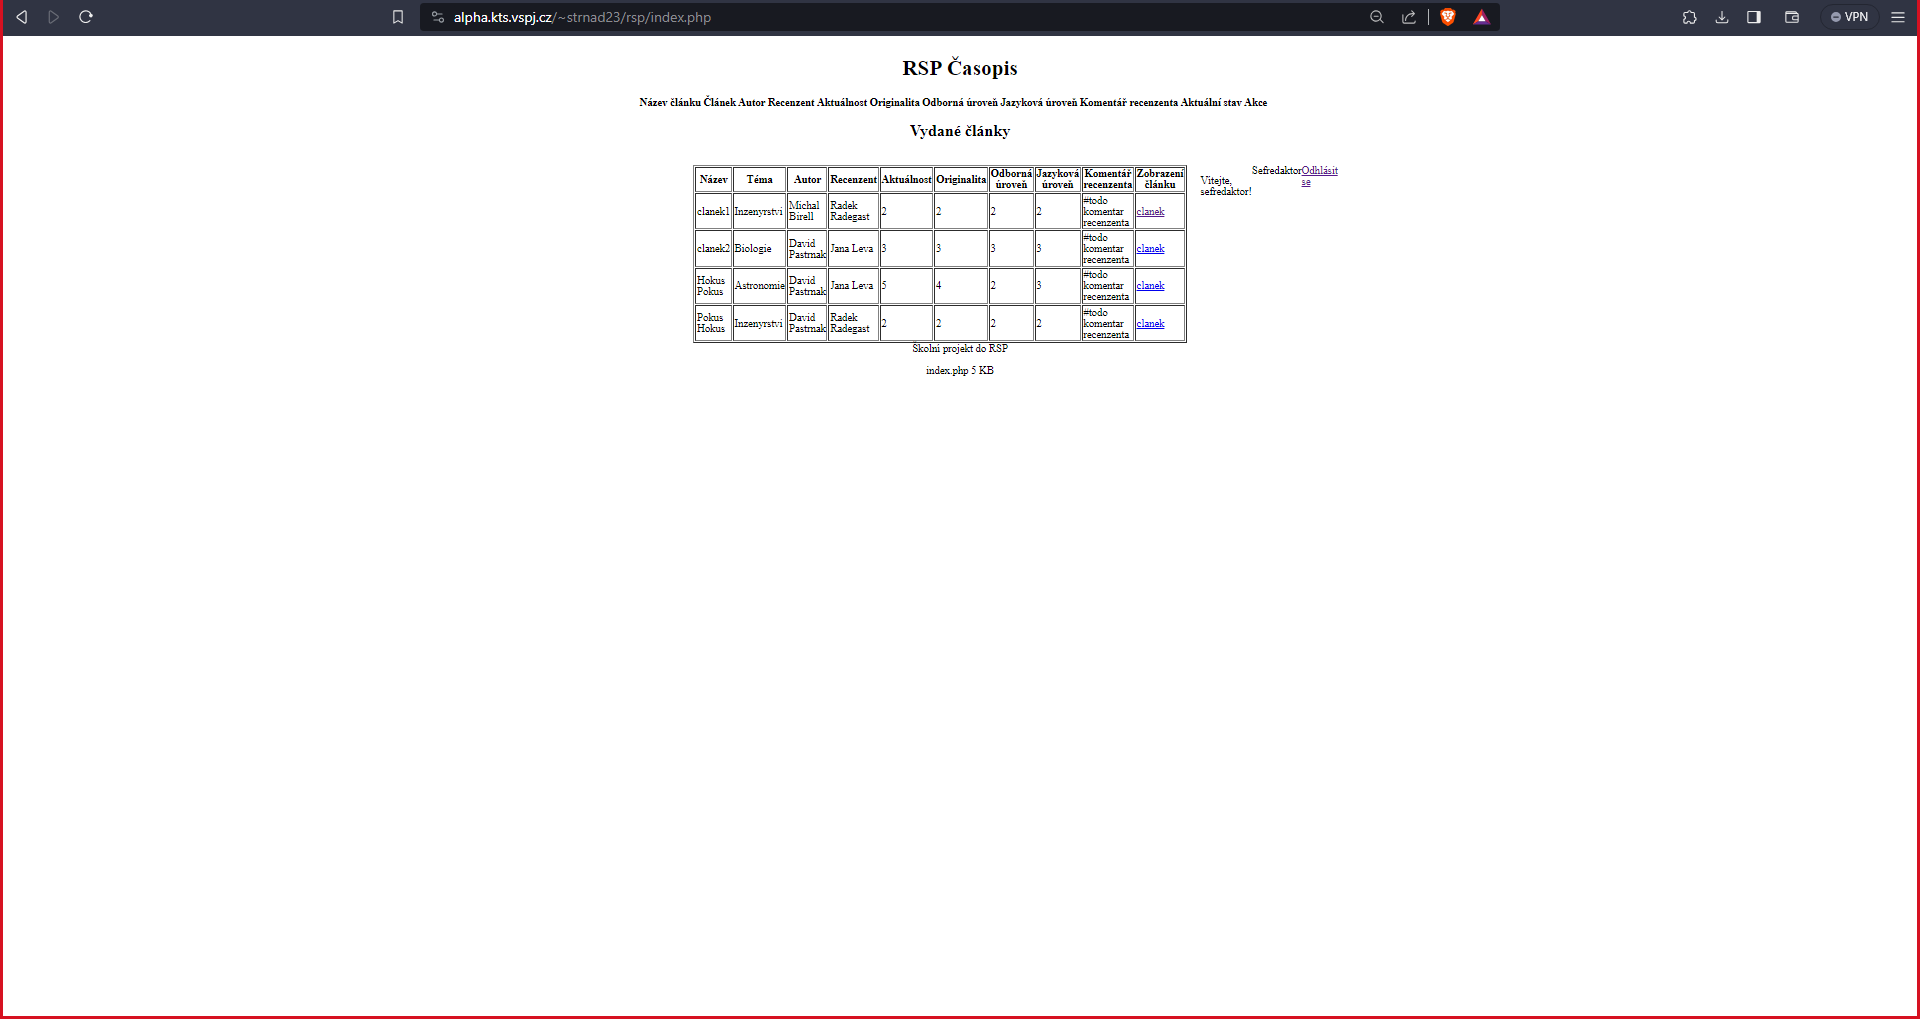 alpha.kts.vspj.cz/~strnad23/rsp/index.php
VPN
RSP Časopis
Název článku Článek Autor Recenzent Aktuálnost Originalita Odborná úroveň Jazyková úroveň Komentář recenzenta Aktuální stav Akce
Vydané články
Název Téma Autor Recenzent Aktuálnost Originalita Odborná úroveň Jazyková úroveň Komentář recenzenta Zobrazení článku
clanek1 Inzenyrstvi Michal Birell Radek Radegast 2 2 2 2 #todo komentar recenzenta clanek
clanek2 Biologie David Pastrnak Jana Leva 3 3 3 3 #todo komentar recenzenta clanek
Hokus Pokus Astronomie David Pastrnak Jana Leva 5 4 2 3 #todo komentar recenzenta clanek
Pokus Hokus Inzenyrstvi David Pastrnak Radek Radegast 2 2 2 2 #todo komentar recenzenta clanek
Vítejte, sefredaktor!
Sefredaktor
Odhlásit se
Školní projekt do RSP
index.php 5 KB